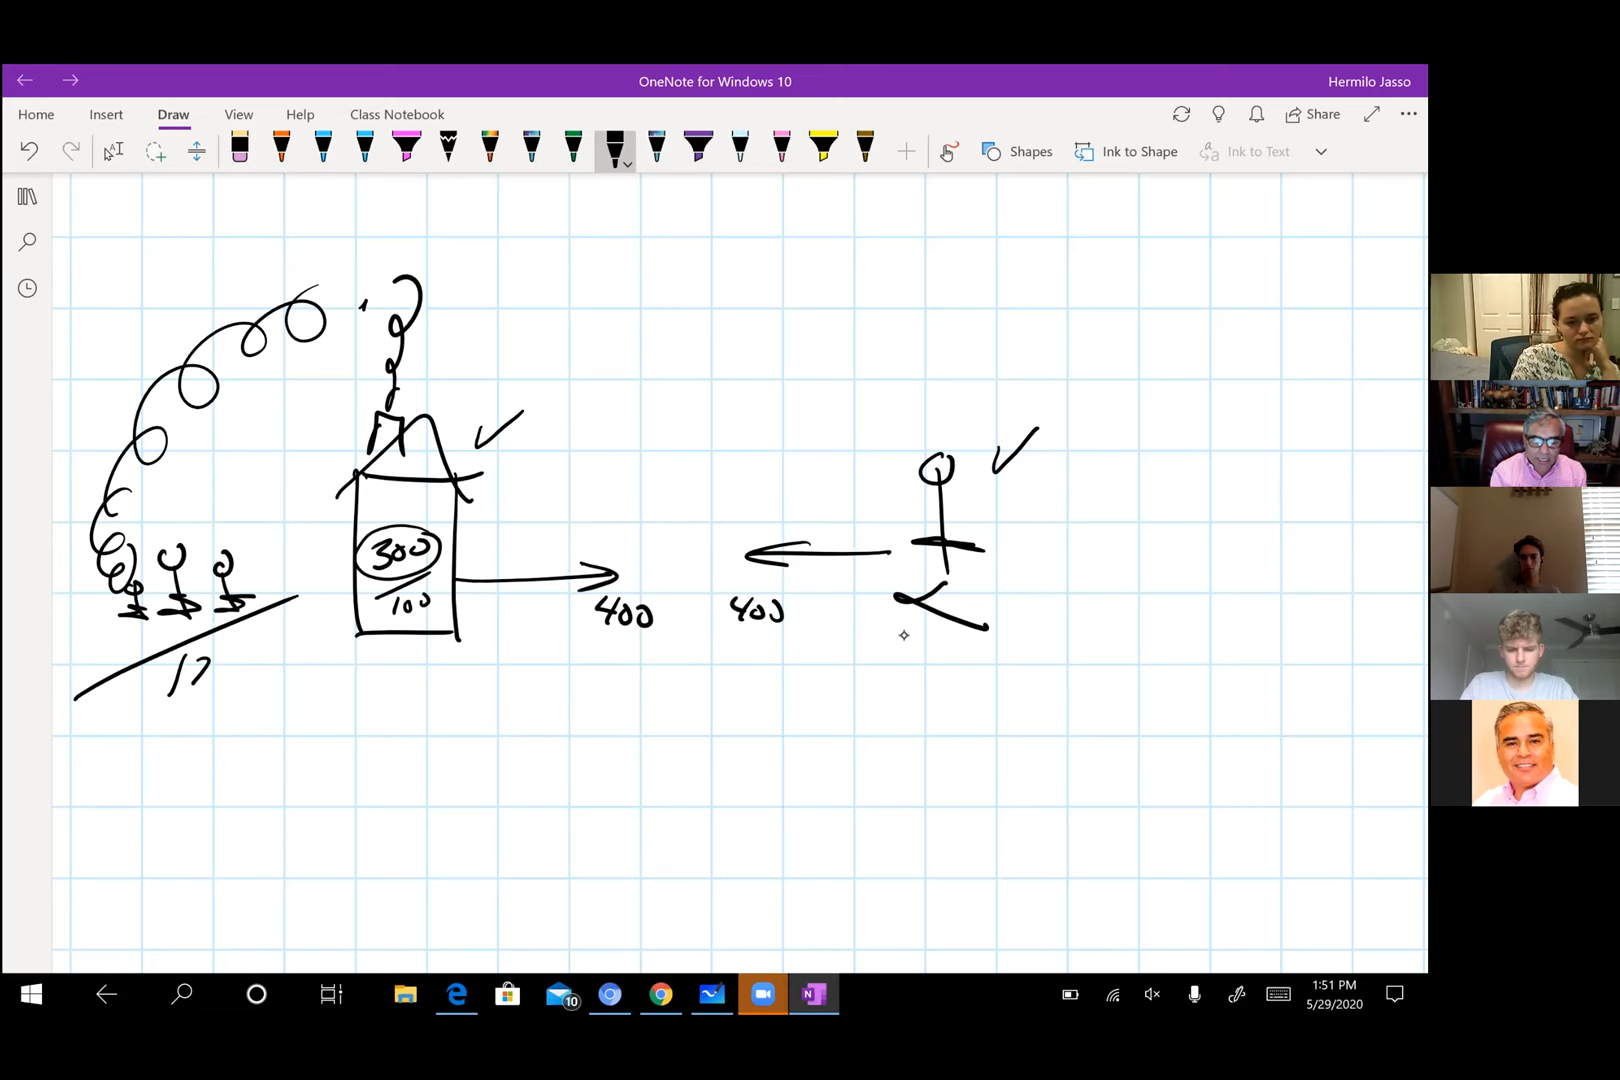 OneNote for Windows 10
Hermilo Jasso
Home Insert Draw View Help Class Notebook
Share
Shapes Ink to Shape Ink to Text
300
100
400 400
17
10
1:51 PM
5/29/2020